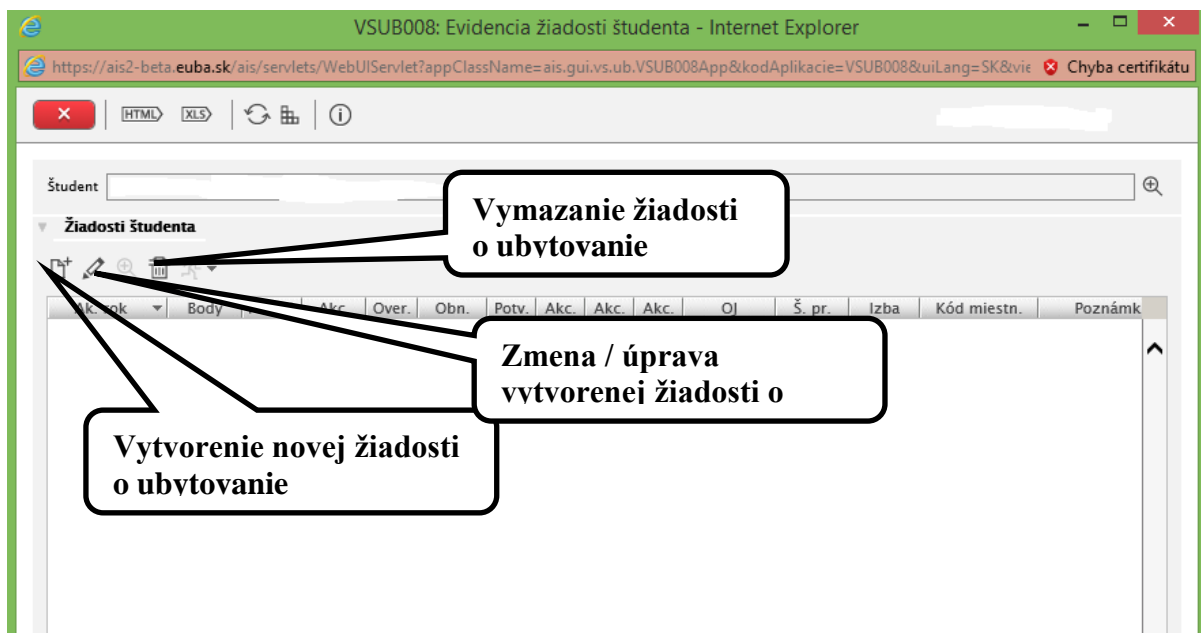 VSUB008: Evidencia žiadosti študenta - Internet Explorer
https://ais2-beta.euba.sk/ais/servlets/WebUIServlet?appClassName=ais.gui.vs.ub.VSUB008App&kodAplikacie=VSUB008&uiLang=SK&vie Chyba certifikátu
HTML XLS
Študent
Vymazanie žiadosti
o ubytovanie
Žiadosti študenta
Ak. rok Body Akc. Over. Obn. Potv. Akc. Akc. Akc. OJ Š. pr. Izba Kód miestn. Poznámk
Zmena / úprava
vytvorenej žiadosti o
Vytvorenie novej žiadosti
o ubytovanie